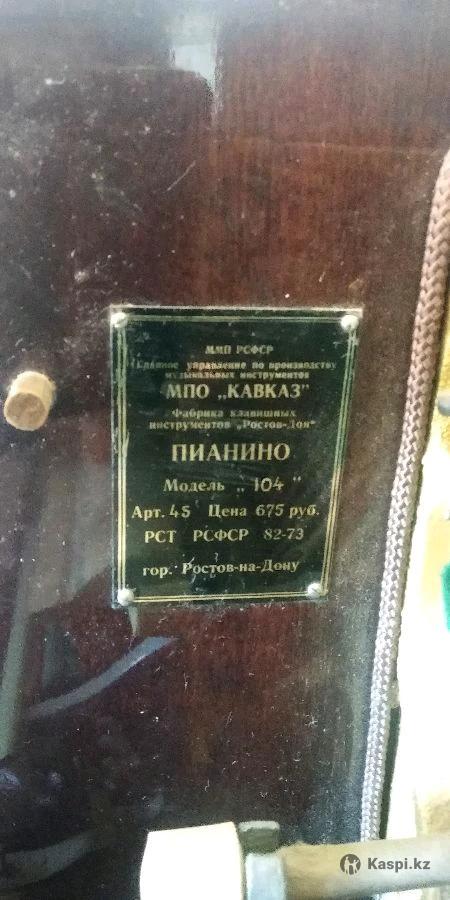 ММП РСФСР
Главное управление по производству
музыкальных инструментов
МПО „КАВКАЗ"
Фабрика клавишных
инструментов „Ростов-Дон"
ПИАНИНО
Модель „ 104 "
Арт. 45 Цена 675 руб.
РСТ РСФСР 82-73
гор. Ростов-на-Дону
Kaspi.kz